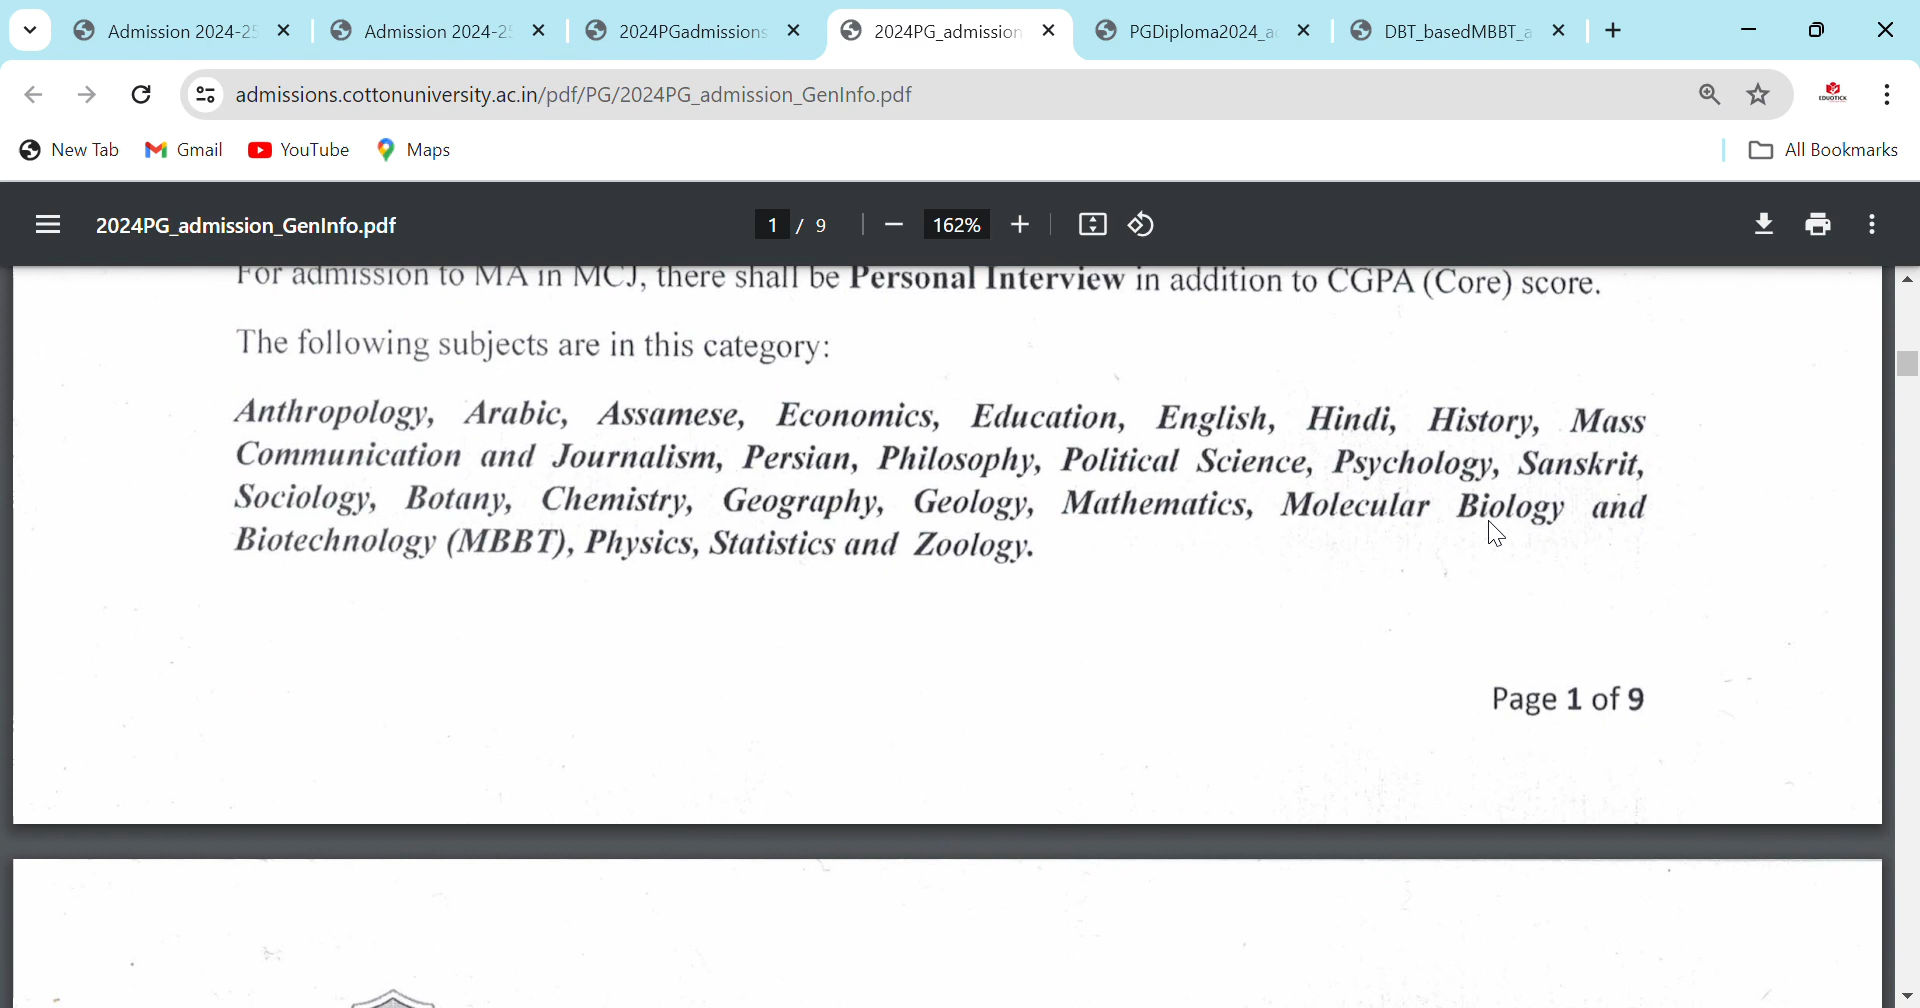 Admission 2024-25
Admission 2024-2
2024PGadmissions
2024PG_admission
PGDiploma2024_a
DBT_basedMBBT_a
admissions.cottonuniversity.ac.in/pdf/PG/2024PG_admission_GenInfo.pdf
EDUOTICK
New Tab
Gmail
YouTube
Maps
All Bookmarks
2024PG_admission_GenInfo.pdf
1 / 9
162%
For admission to MA in MCJ, there shall be Personal Interview in addition to CGPA (Core) score.
The following subjects are in this category:
Anthropology, Arabic, Assamese, Economics, Education, English, Hindi, History, Mass
Communication and Journalism, Persian, Philosophy, Political Science, Psychology, Sanskrit,
Sociology, Botany, Chemistry, Geography, Geology, Mathematics, Molecular Biology and
Biotechnology (MBBT), Physics, Statistics and Zoology.
Page 1 of 9